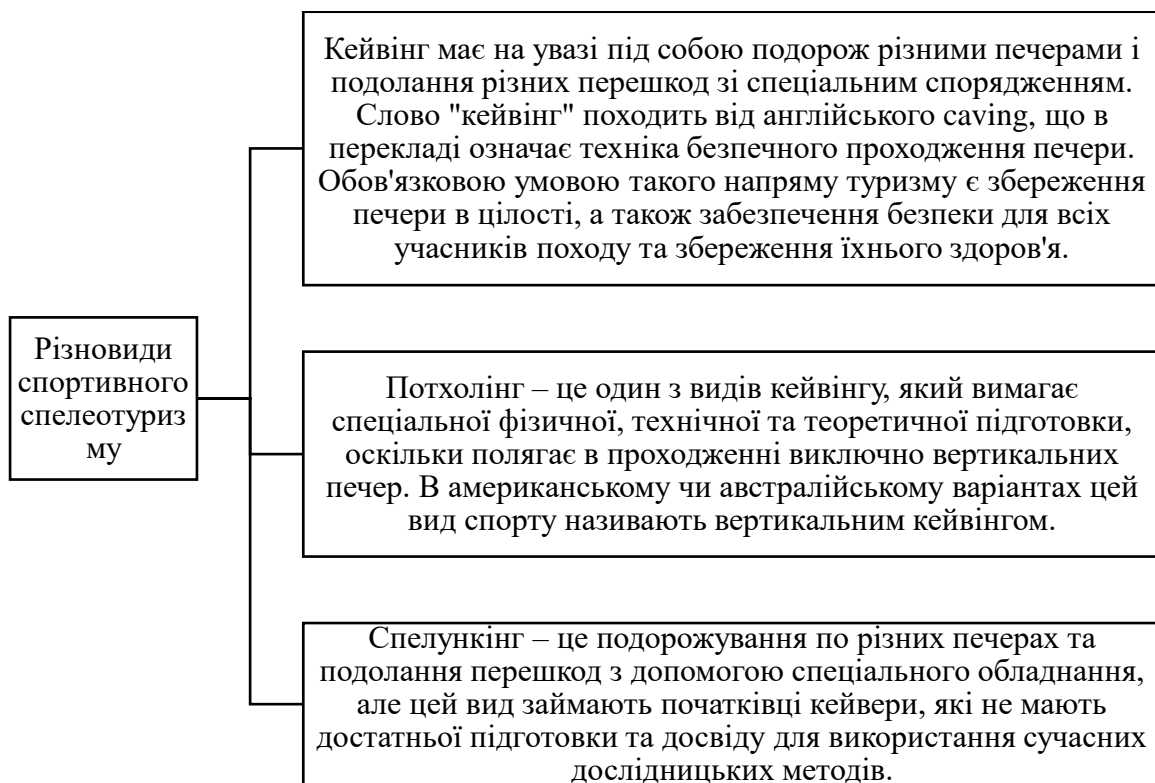 Кейвінг має на увазі під собою подорож різними печерами і
подолання різних перешкод зі спеціальним спорядженням.
Слово "кейвінг" походить від англійського caving, що в
перекладі означає техніка безпечного проходження печери.
Обов'язковою умовою такого напряму туризму є збереження
печери в цілості, а також забезпечення безпеки для всіх
учасників походу та збереження їхнього здоров'я.
Різновиди
спортивного
спелеотуриз
му
Потхолінг – це один з видів кейвінгу, який вимагає
спеціальної фізичної, технічної та теоретичної підготовки,
оскільки полягає в проходженні виключно вертикальних
печер. В американському чи австралійському варіантах цей
вид спорту називають вертикальним кейвінгом.
Спелункінг – це подорожування по різних печерах та
подолання перешкод з допомогою спеціального обладнання,
але цей вид займають початківці кейвери, які не мають
достатньої підготовки та досвіду для використання сучасних
дослідницьких методів.